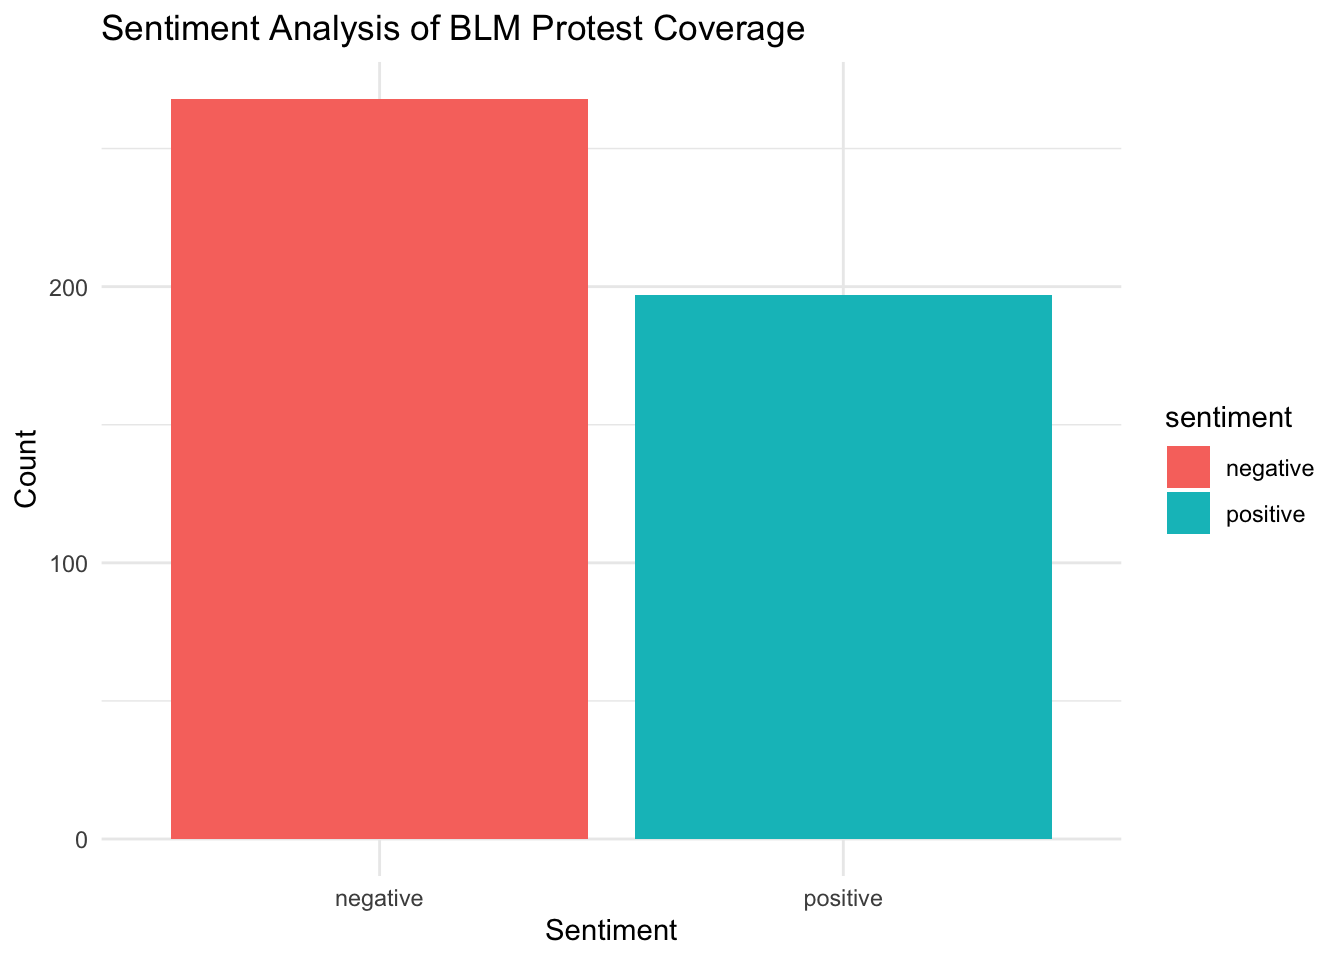 Sentiment Analysis of BLM Protest Coverage
Count
200
100
0
negative
positive
Sentiment
sentiment
negative
positive